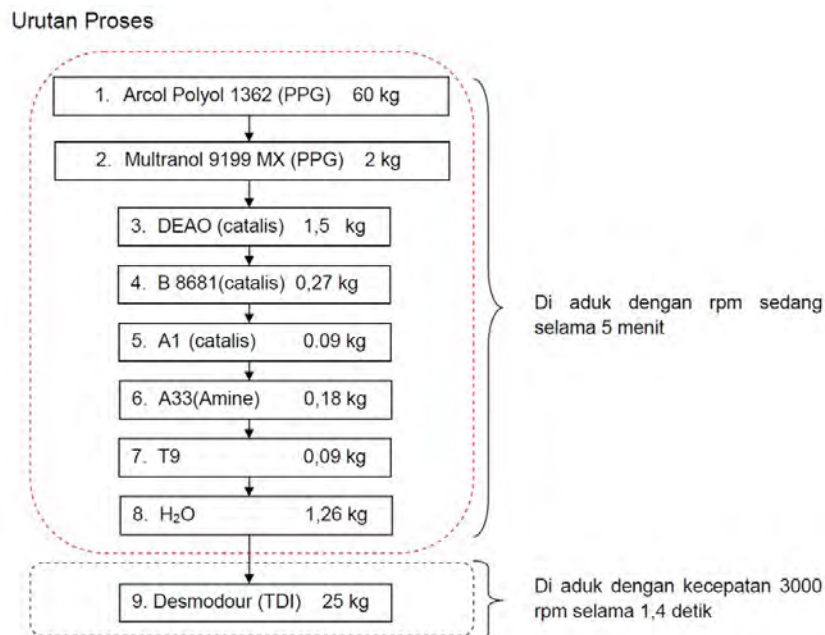 Urutan Proses
1. Arcol Polyol 1362 (PPG) 60 kg
2. Multranol 9199 MX (PPG) 2 kg
3. DEAO (catalis) 1,5 kg
4. B 8681(catalis) 0,27 kg
5. A1 (catalis) 0.09 kg
6. A33(Amine) 0,18 kg
7. T9 0,09 kg
8. H₂O 1,26 kg
Di aduk dengan rpm sedang
selama 5 menit
9. Desmodour (TDI) 25 kg
Di aduk dengan kecepatan 3000
rpm selama 1,4 detik